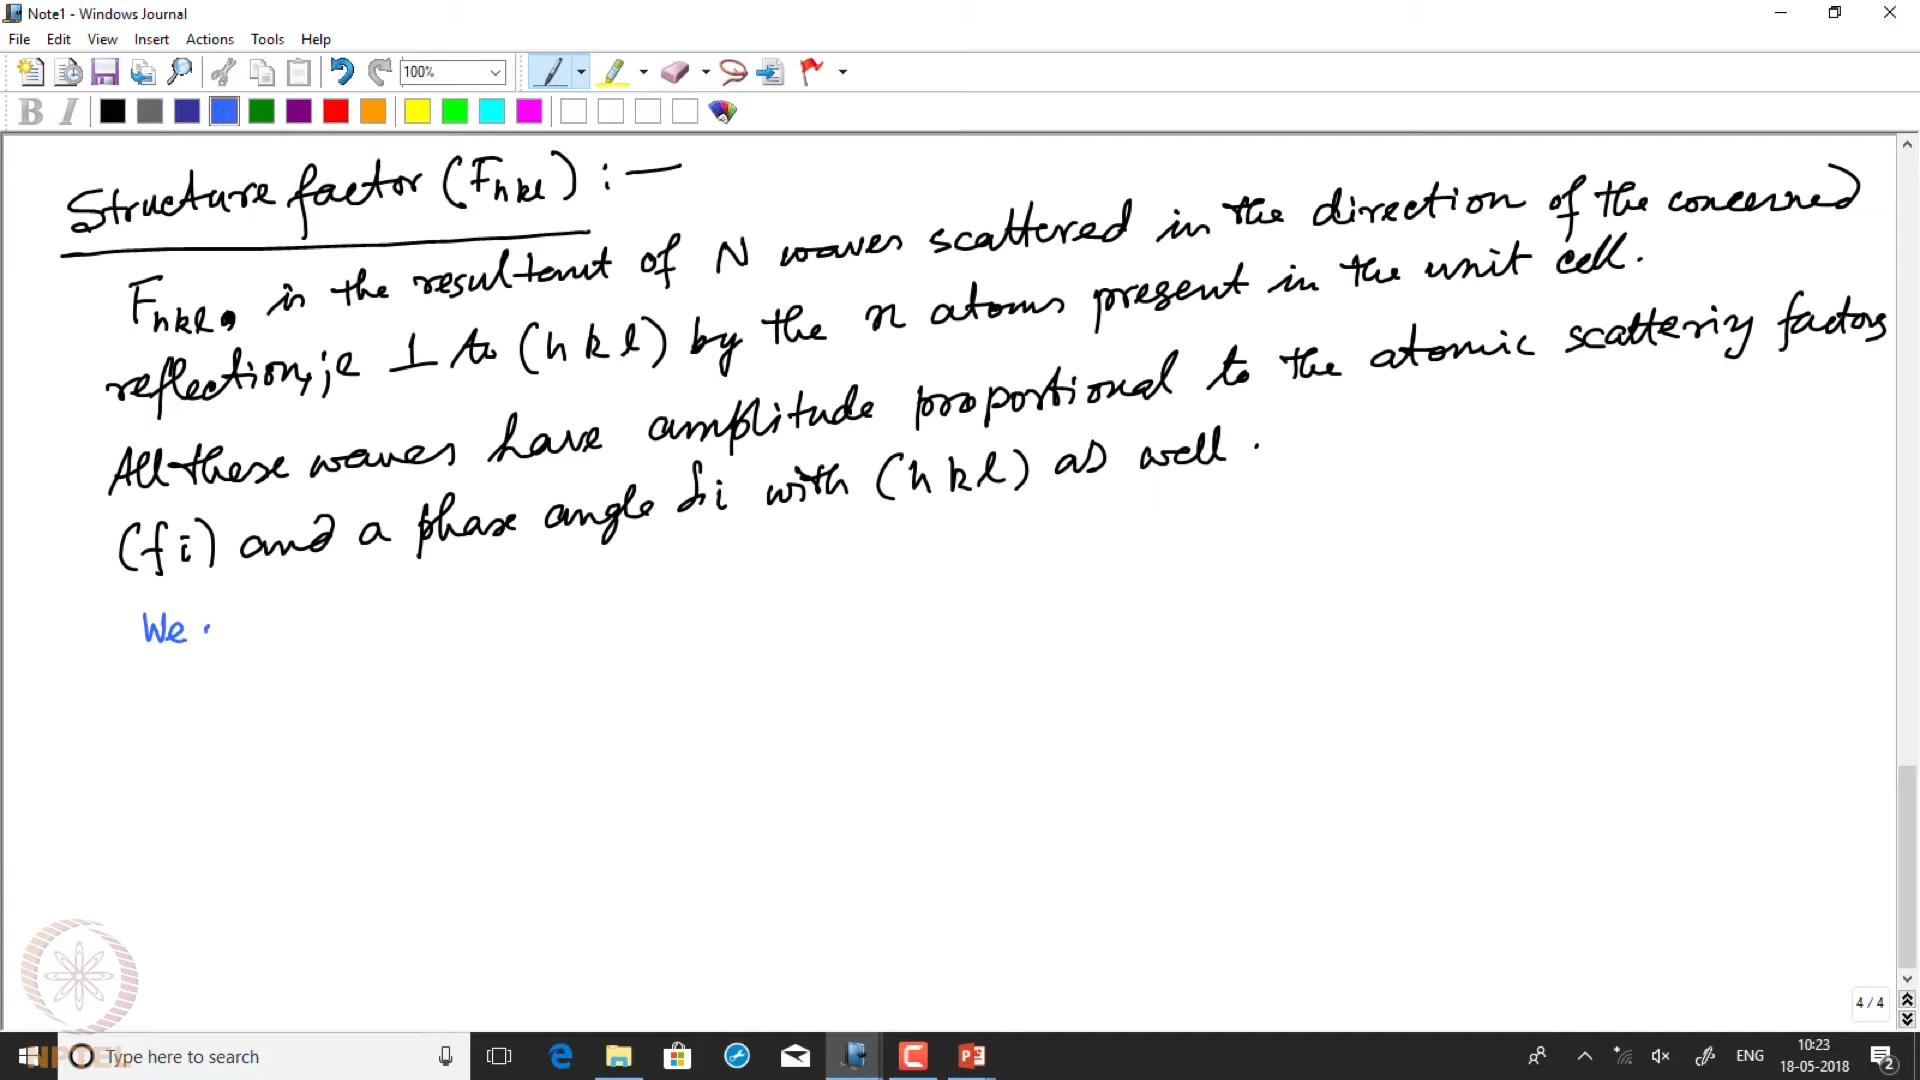 Note1 - Windows Journal
File Edit View Insert Actions Tools Help
100%
B I
Structure factor (Fhkl) :—
Fhkl, is the resultant of N waves scattered in the direction of the concerned
reflection, ie ⊥ to (h k l) by the n atoms present in the unit cell.
All these waves have amplitude proportional to the atomic scattering factors
(fi) and a phase angle δi with (h k l) as well.
We
4 / 4
NPTEL
Type here to search
ENG
10:23
18-05-2018
2